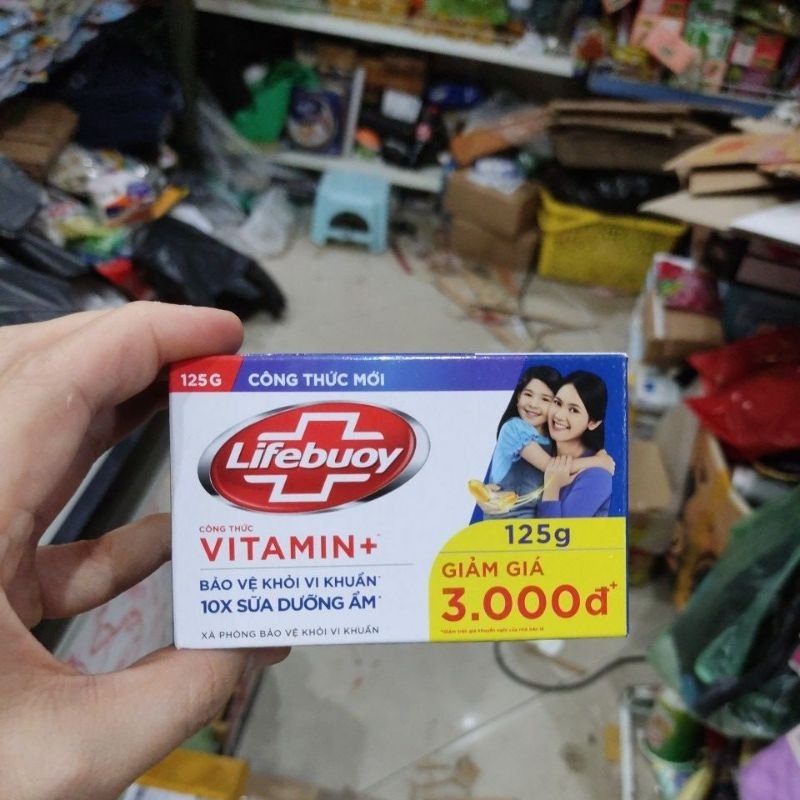 125G CÔNG THỨC MỚI
Lifebuoy
CÔNG THỨC
VITAMIN+
BẢO VỆ KHỎI VI KHUẨN*
10X SỮA DƯỠNG ẨM*
XÀ PHÒNG BẢO VỆ KHỎI VI KHUẨN
125g
GIẢM GIÁ
3.000đ+